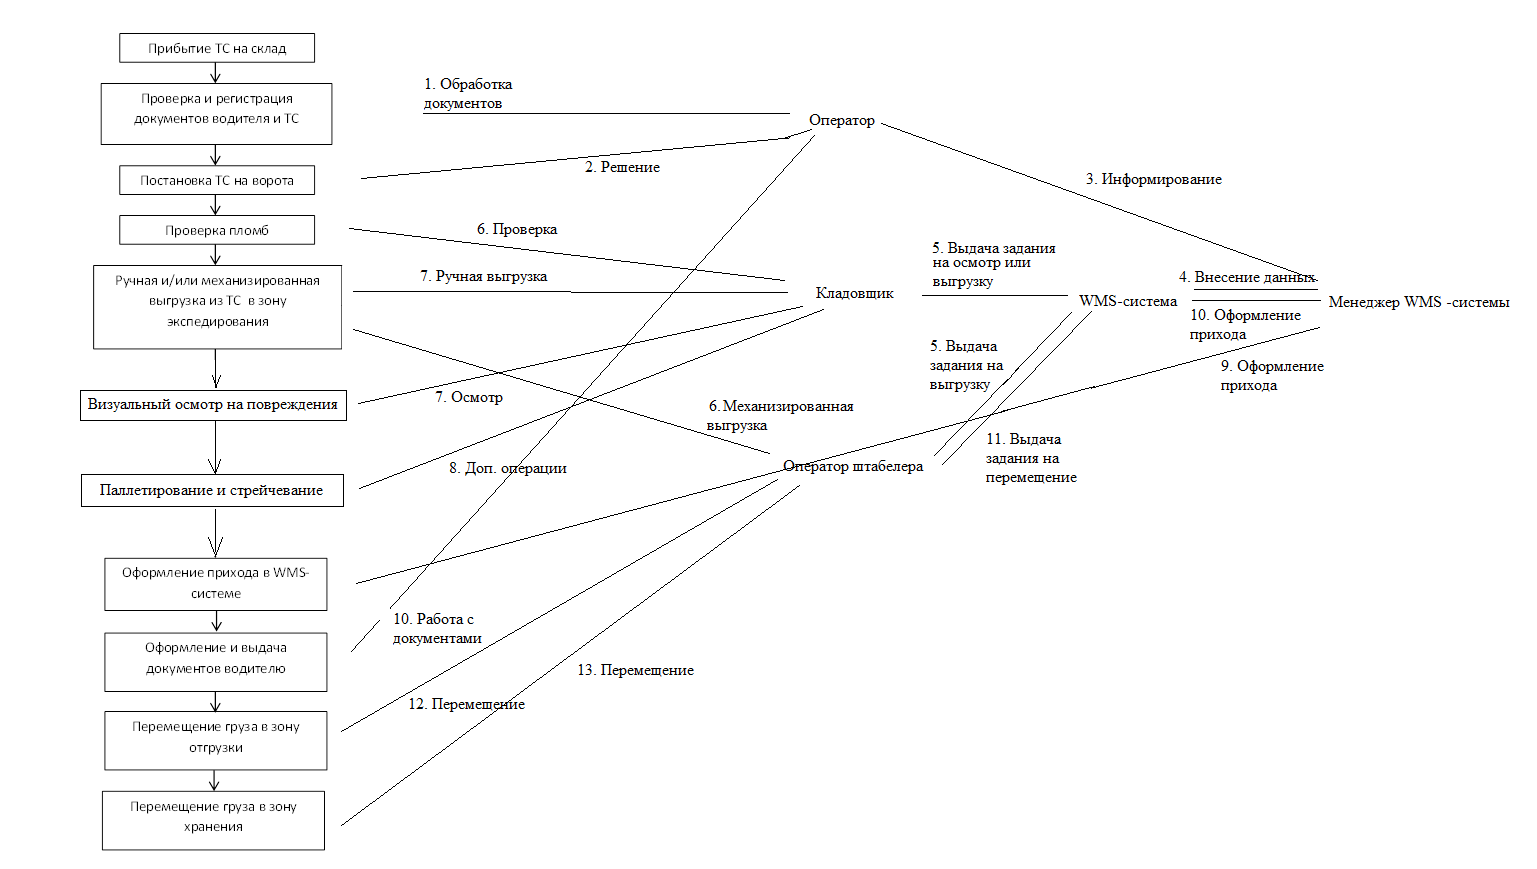 Прибытие ТС на склад
Проверка и регистрация
документов водителя и ТС
Постановка ТС на ворота
Проверка пломб
Ручная и/или механизированная
выгрузка из ТС в зону
экспедирования
Визуальный осмотр на повреждения
Паллетирование и стрейчевание
Оформление прихода в WMS-
системе
Оформление и выдача
документов водителю
Перемещение груза в зону
отгрузки
Перемещение груза в зону
хранения
1. Обработка
документов
2. Решение
6. Проверка
7. Ручная выгрузка
7. Осмотр
8. Доп. операции
10. Работа с
документами
12. Перемещение
13. Перемещение
6. Механизированная
выгрузка
Оператор
Кладовщик
Оператор штабелера
3. Информирование
5. Выдача задания
на осмотр или
выгрузку
5. Выдача
задания на
выгрузку
11. Выдача
задания на
перемещение
WMS-система
4. Внесение данных
10. Оформление
прихода
9. Оформление
прихода
Менеджер WMS -системы